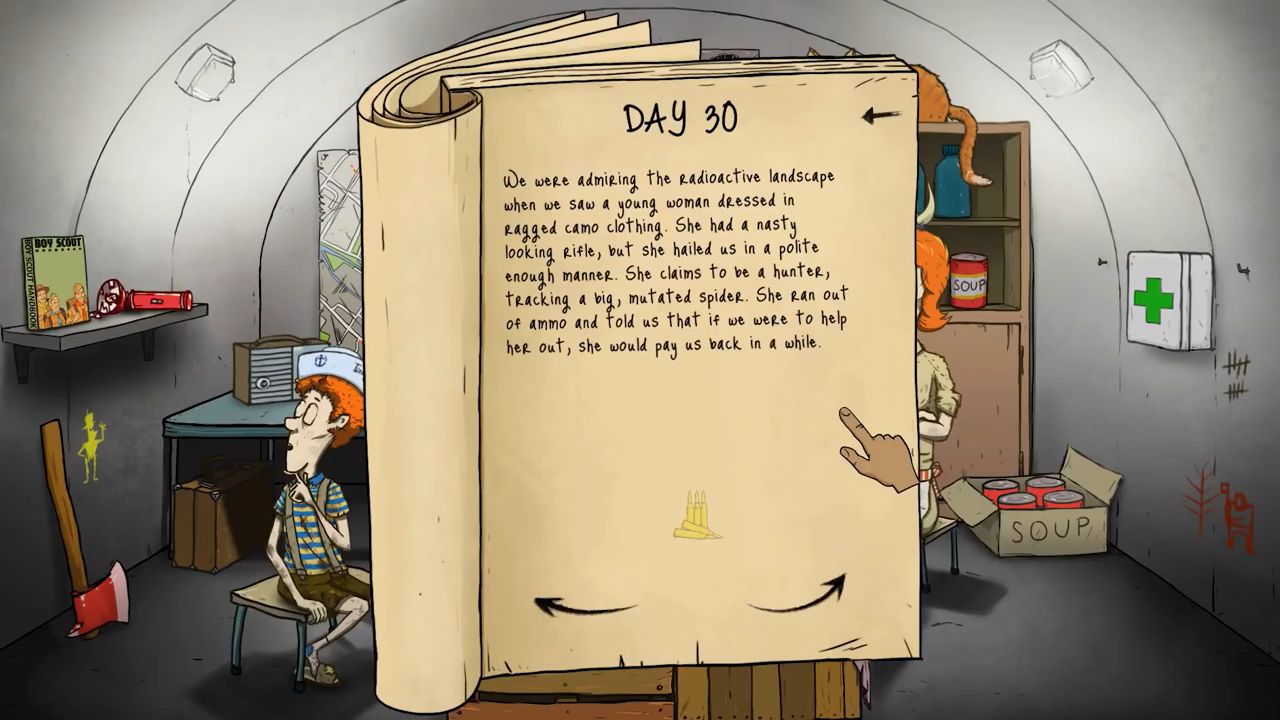 DAY 30
We were admiring the radioactive landscape
when we saw a young woman dressed in
ragged camo clothing. She had a nasty
looking rifle, but she hailed us in a polite
enough manner. She claims to be a hunter,
tracking a big, mutated spider. She ran out
of ammo and told us that if we were to help
her out, she would pay us back in a while.
BOY SCOUT
BOY SCOUT HANDBOOK
SOUP
SOUP